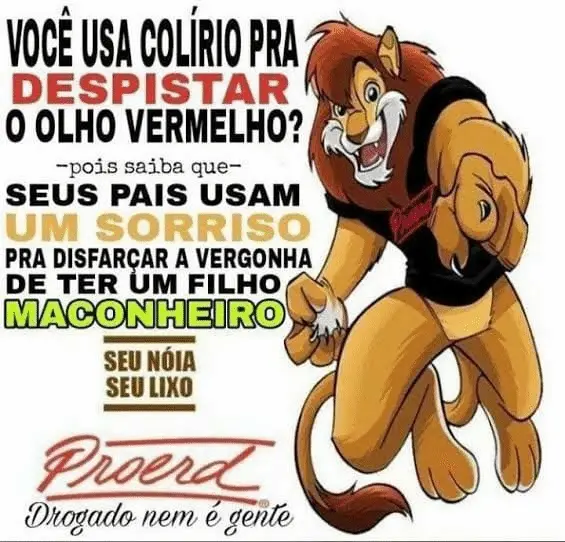 VOCÊ USA COLÍRIO PRA
DESPISTAR
O OLHO VERMELHO?
-pois saiba que-
SEUS PAIS USAM
UM SORRISO
PRA DISFARÇAR A VERGONHA
DE TER UM FILHO
MACONHEIRO
SEU NÓIA
SEU LIXO
Proerd
Proerd
®
Drogado nem é gente